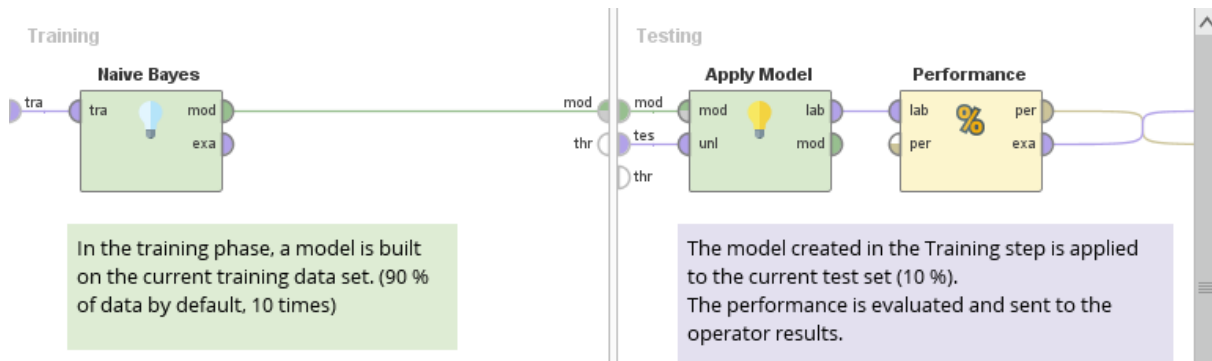 Training
Naive Bayes
tra
tra
mod
exa
mod
thr
In the training phase, a model is built
on the current training data set. (90 %
of data by default, 10 times)
Testing
Apply Model
Performance
mod
tes
thr
mod
lab
unl
mod
lab
per
per
exa
%
The model created in the Training step is applied
to the current test set (10 %).
The performance is evaluated and sent to the
operator results.